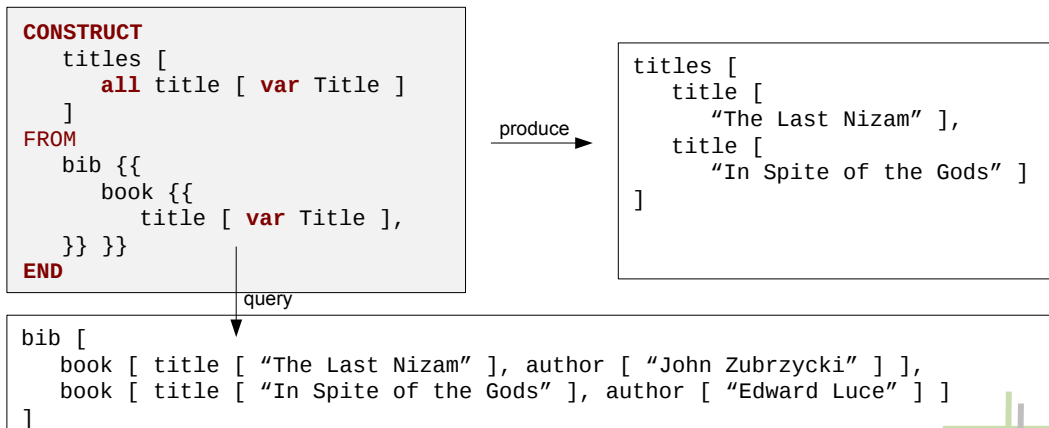 CONSTRUCT
titles [
all title [ var Title ]
]
FROM
bib {{
book {{
title [ var Title ],
}} }}
END
produce
titles [
title [
“The Last Nizam” ],
title [
“In Spite of the Gods” ]
]
query
bib [
book [ title [ “The Last Nizam” ], author [ “John Zubrzycki” ] ],
book [ title [ “In Spite of the Gods” ], author [ “Edward Luce” ] ]
]